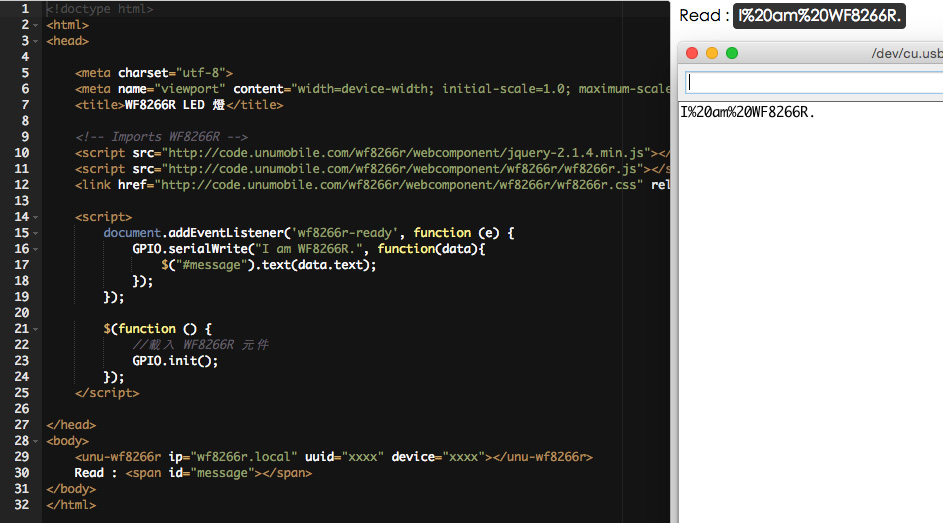 1 <!doctype html>
2 <html>
3 <head>
4
5 <meta charset="utf-8">
6 <meta name="viewport" content="width=device-width; initial-scale=1.0; maximum-scale
7 <title>WF8266R LED 燈</title>
8
9 <!-- Imports WF8266R -->
10 <script src="http://code.unumobile.com/wf8266r/webcomponent/jquery-2.1.4.min.js"></
11 <script src="http://code.unumobile.com/wf8266r/webcomponent/wf8266r/wf8266r.js"></s
12 <link href="http://code.unumobile.com/wf8266r/webcomponent/wf8266r/wf8266r.css" rel
13
14 <script>
15 document.addEventListener('wf8266r-ready', function (e) {
16 GPIO.serialWrite("I am WF8266R.", function(data){
17 $("#message").text(data.text);
18 });
19 });
20
21 $(function () {
22 //載入 WF8266R 元件
23 GPIO.init();
24 });
25 </script>
26
27 </head>
28 <body>
29 <unu-wf8266r ip="wf8266r.local" uuid="xxxx" device="xxxx"></unu-wf8266r>
30 Read : <span id="message"></span>
31 </body>
32 </html>
Read : I%20am%20WF8266R.
/dev/cu.usb
I%20am%20WF8266R.